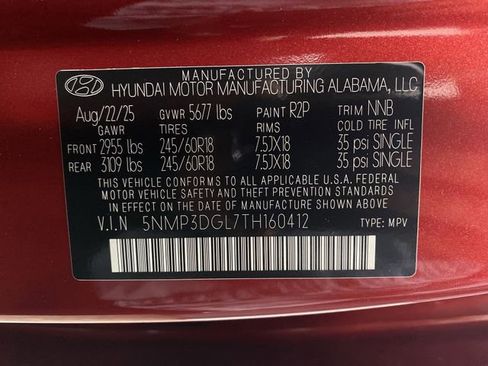 MANUFACTURED BY
HYUNDAI MOTOR MANUFACTURING ALABAMA, LLC
Aug/22/25 GVWR 5677 lbs PAINT R2P TRIM NNB
GAWR TIRES RIMS COLD TIRE INFL
FRONT 2955 lbs 245/60R18 7.5JX18 35 psi SINGLE
REAR 3109 lbs 245/60R18 7.5JX18 35 psi SINGLE
THIS VEHICLE CONFORMS TO ALL APPLICABLE U.S.A. FEDERAL
MOTOR VEHICLE SAFETY AND THEFT PREVENTION STANDARDS
IN EFFECT ON THE DATE OF MANUFACTURE SHOWN ABOVE.
V.I.N 5NMP3DGL7TH160412 TYPE: MPV